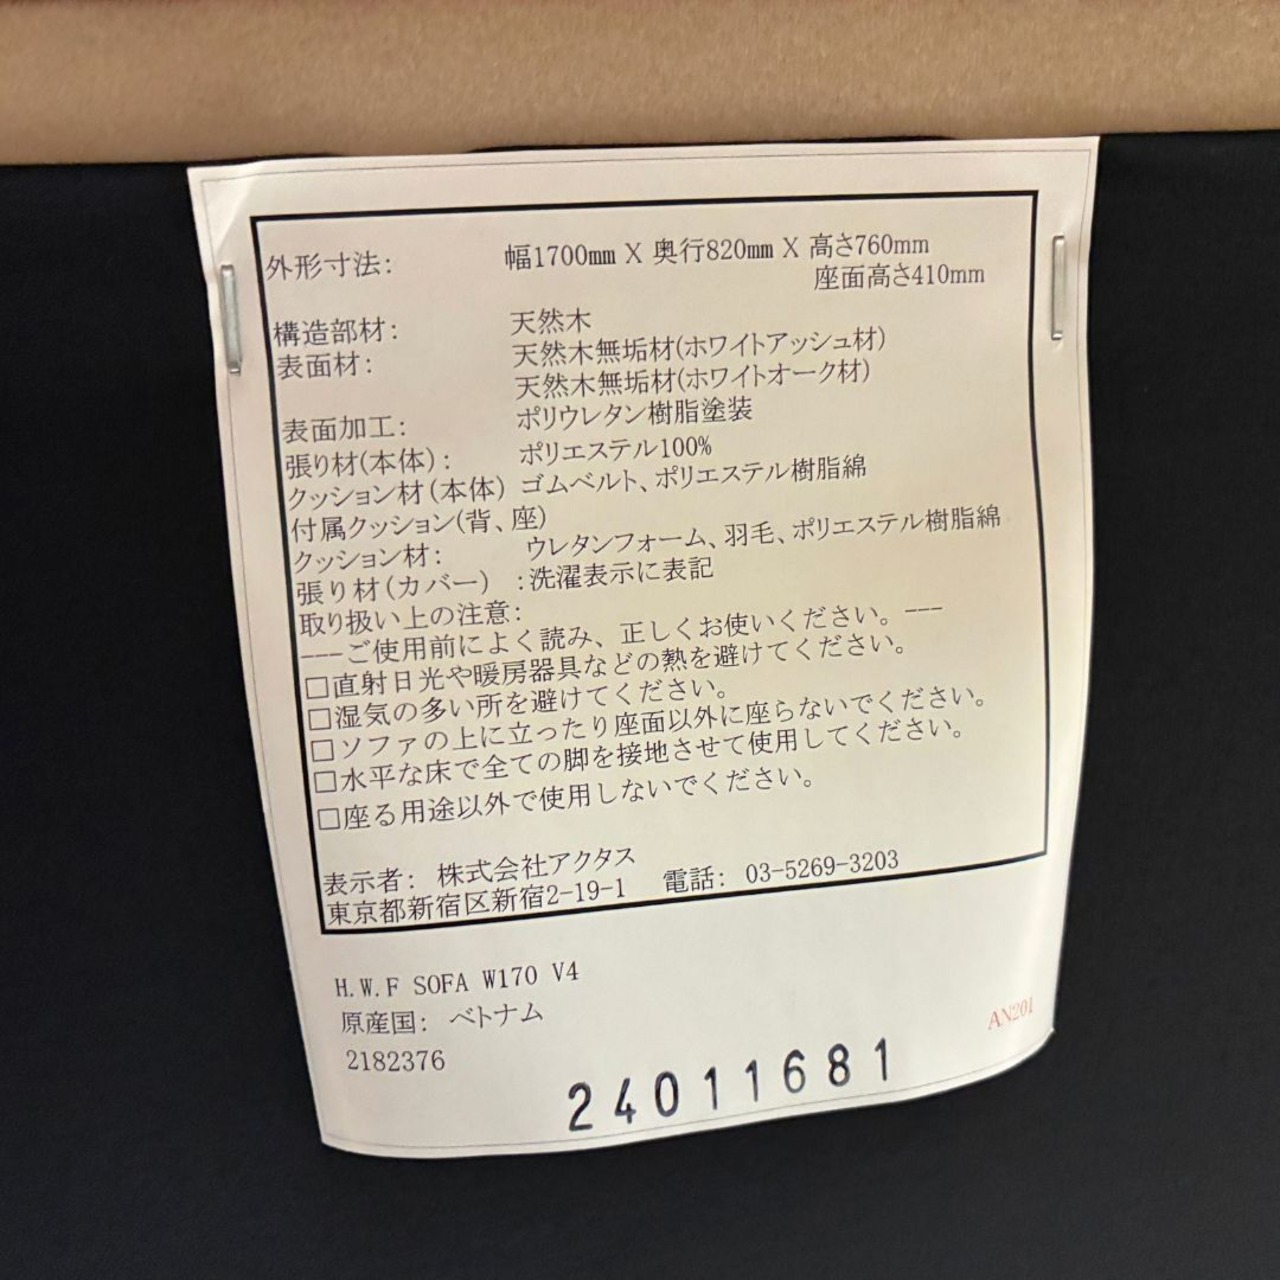 外形寸法: 幅1700mm X 奥行820mm X 高さ760mm
座面高さ410mm
構造部材: 天然木
表面材: 天然木無垢材(ホワイトアッシュ材)
天然木無垢材(ホワイトオーク材)
表面加工: ポリウレタン樹脂塗装
張り材(本体): ポリエステル100%
クッション材(本体) ゴムベルト、ポリエステル樹脂綿
付属クッション(背、座)
クッション材: ウレタンフォーム、羽毛、ポリエステル樹脂綿
張り材(カバー) :洗濯表示に表記
取り扱い上の注意:
---ご使用前によく読み、正しくお使いください。---
□直射日光や暖房器具などの熱を避けてください。
□湿気の多い所を避けてください。
□ソファの上に立ったり座面以外に座らないでください。
□水平な床で全ての脚を接地させて使用してください。
□座る用途以外で使用しないでください。
表示者: 株式会社アクタス
東京都新宿区新宿2-19-1 電話: 03-5269-3203
H.W.F SOFA W170 V4
原産国: ベトナム
AN201
2182376
24011681